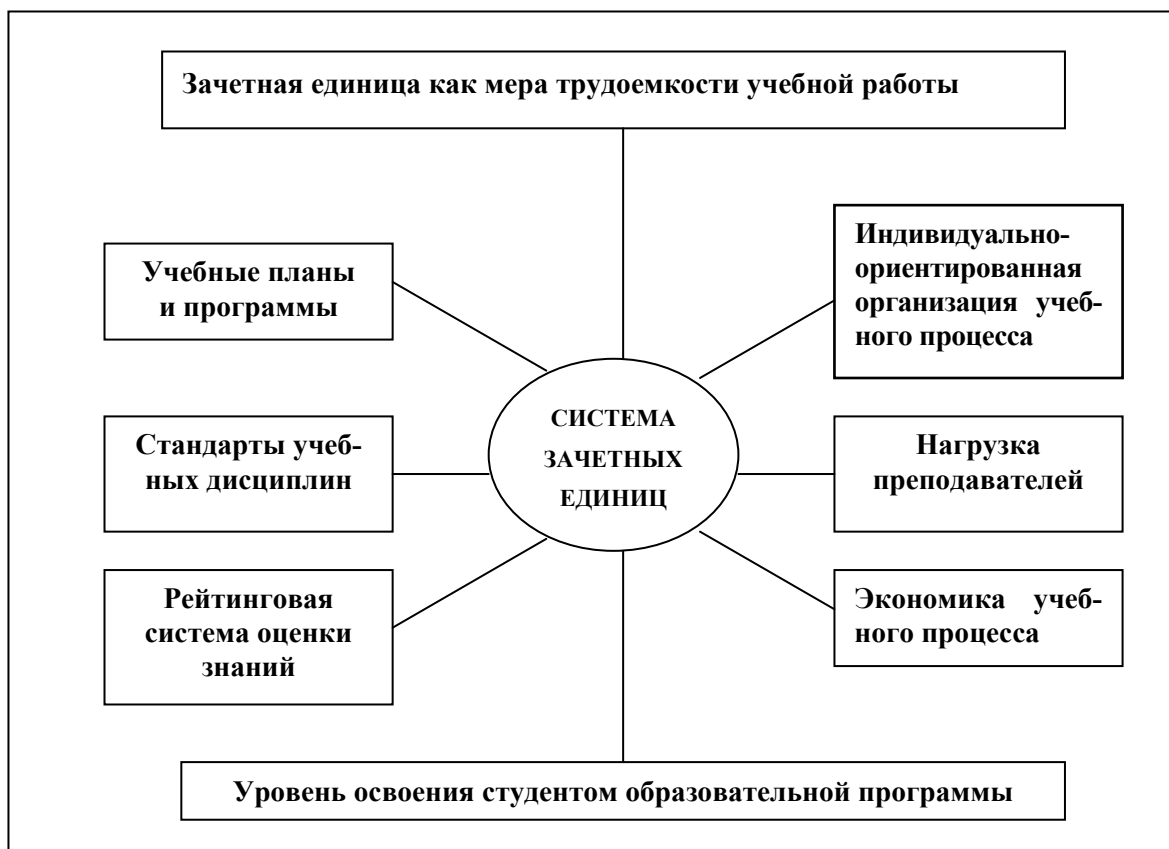 Зачетная единица как мера трудоемкости учебной работы
Учебные планы
и программы
Индивидуально-
ориентированная
организация учеб-
ного процесса
СИСТЕМА
ЗАЧЕТНЫХ
ЕДИНИЦ
Стандарты учеб-
ных дисциплин
Нагрузка
преподавателей
Рейтинговая
система оценки
знаний
Экономика учеб-
ного процесса
Уровень освоения студентом образовательной программы